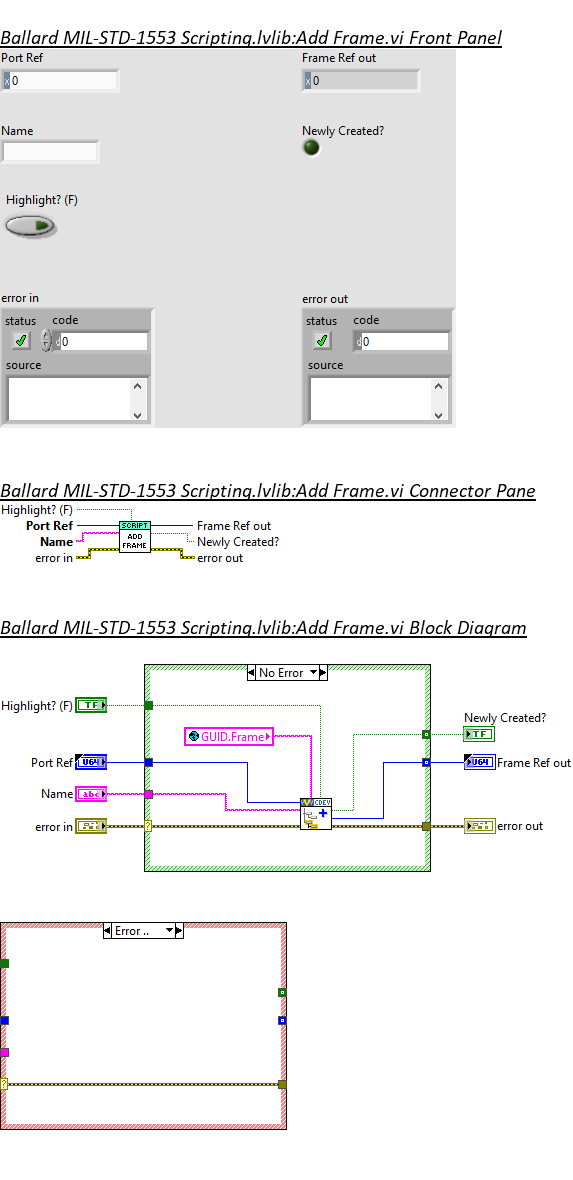 Ballard MIL-STD-1553 Scripting.lvlib:Add Frame.vi Front Panel
Port Ref Frame Ref out
x 0 x 0
Name Newly Created?
Highlight? (F)
error in error out
status code status code
d 0 d 0
source source
Ballard MIL-STD-1553 Scripting.lvlib:Add Frame.vi Connector Pane
Highlight? (F)
Port Ref SCRIPT Frame Ref out
Name ADD FRAME Newly Created?
error in error out
Ballard MIL-STD-1553 Scripting.lvlib:Add Frame.vi Block Diagram
No Error
Highlight? (F) TF
Newly Created?
GUID.Frame TF
Port Ref U64 U64 Frame Ref out
Name abc
CDEV
error in ? error out
Error ..
?